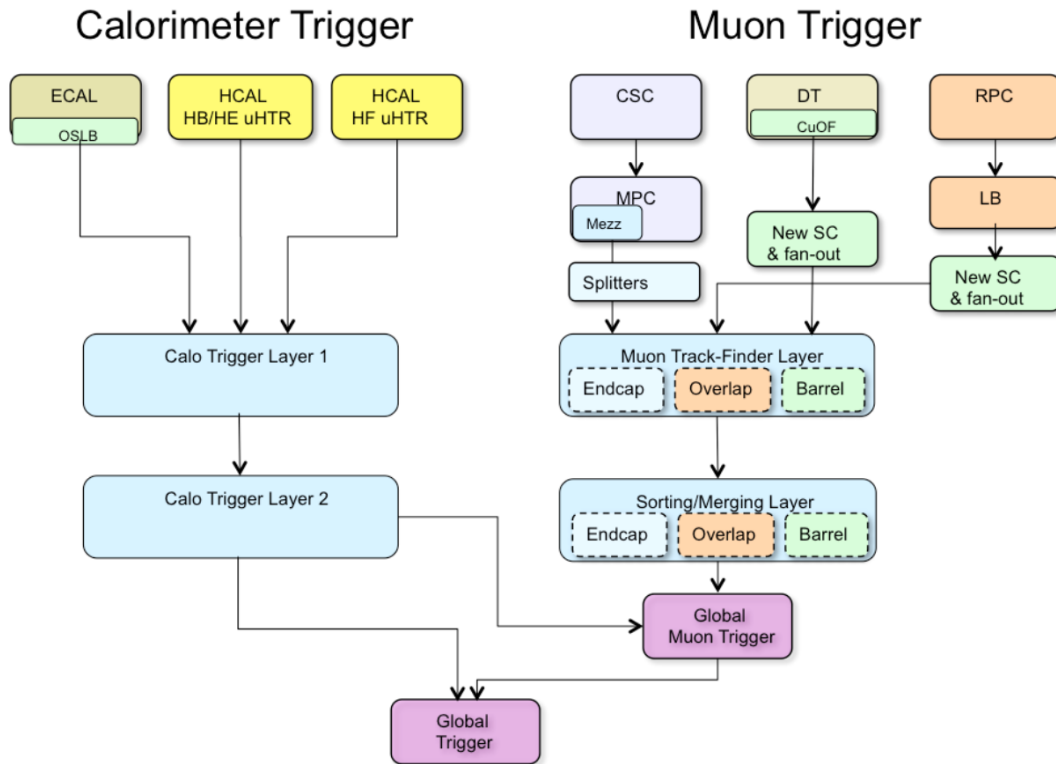 Calorimeter Trigger
Muon Trigger
ECAL
OSLB
HCAL
HB/HE uHTR
HCAL
HF uHTR
CSC
DT
CuOF
RPC
MPC
Mezz
LB
New SC
& fan-out
Splitters
New SC
& fan-out
Calo Trigger Layer 1
Muon Track-Finder Layer
Endcap
Overlap
Barrel
Calo Trigger Layer 2
Sorting/Merging Layer
Endcap
Overlap
Barrel
Global
Muon Trigger
Global
Trigger